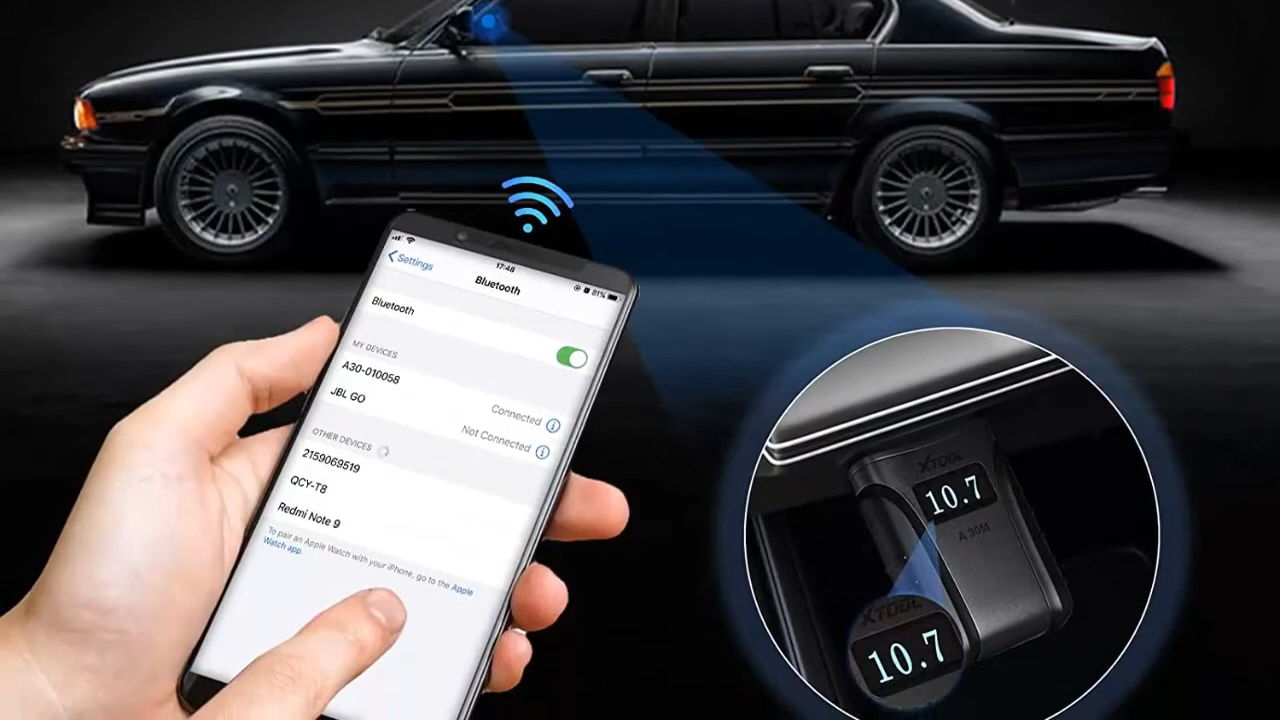 17:48
81%
Settings
Bluetooth
Bluetooth
MY DEVICES
A30-010058
Connected
JBL GO
Not Connected
OTHER DEVICES
2159069519
QCY-T8
Redmi Note 9
To pair an Apple Watch with your iPhone, go to the Apple
Watch app.
XTOOL
10.7
A30M
XTOOL
10.7